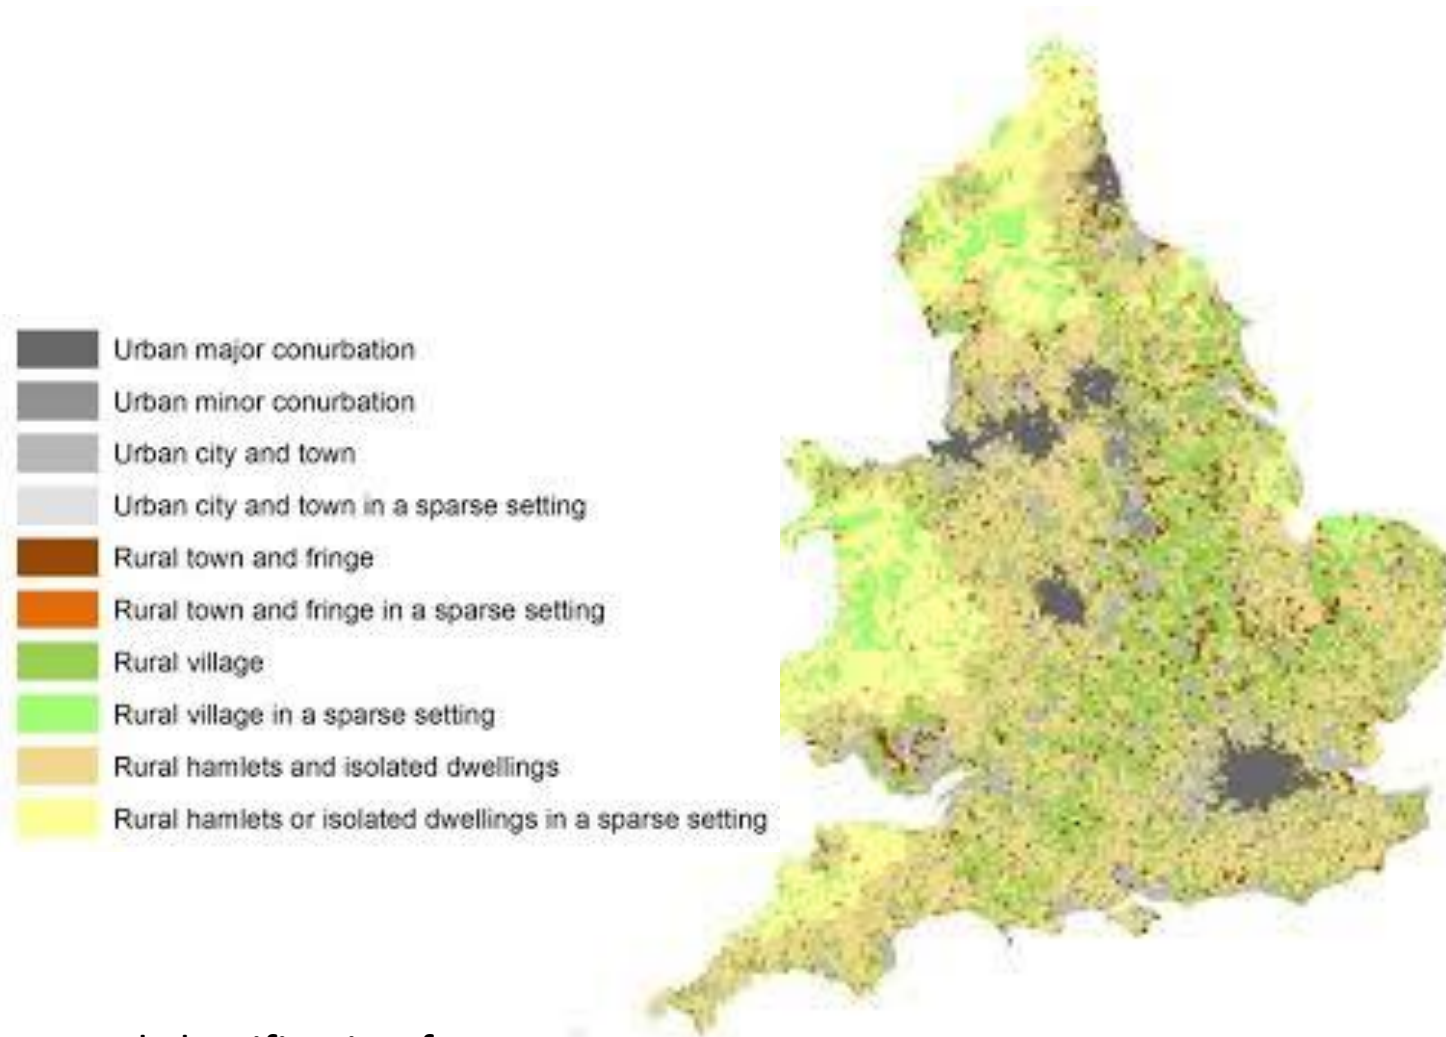 Urban major conurbation
Urban minor conurbation
Urban city and town
Urban city and town in a sparse setting
Rural town and fringe
Rural town and fringe in a sparse setting
Rural village
Rural village in a sparse setting
Rural hamlets and isolated dwellings
Rural hamlets or isolated dwellings in a sparse setting